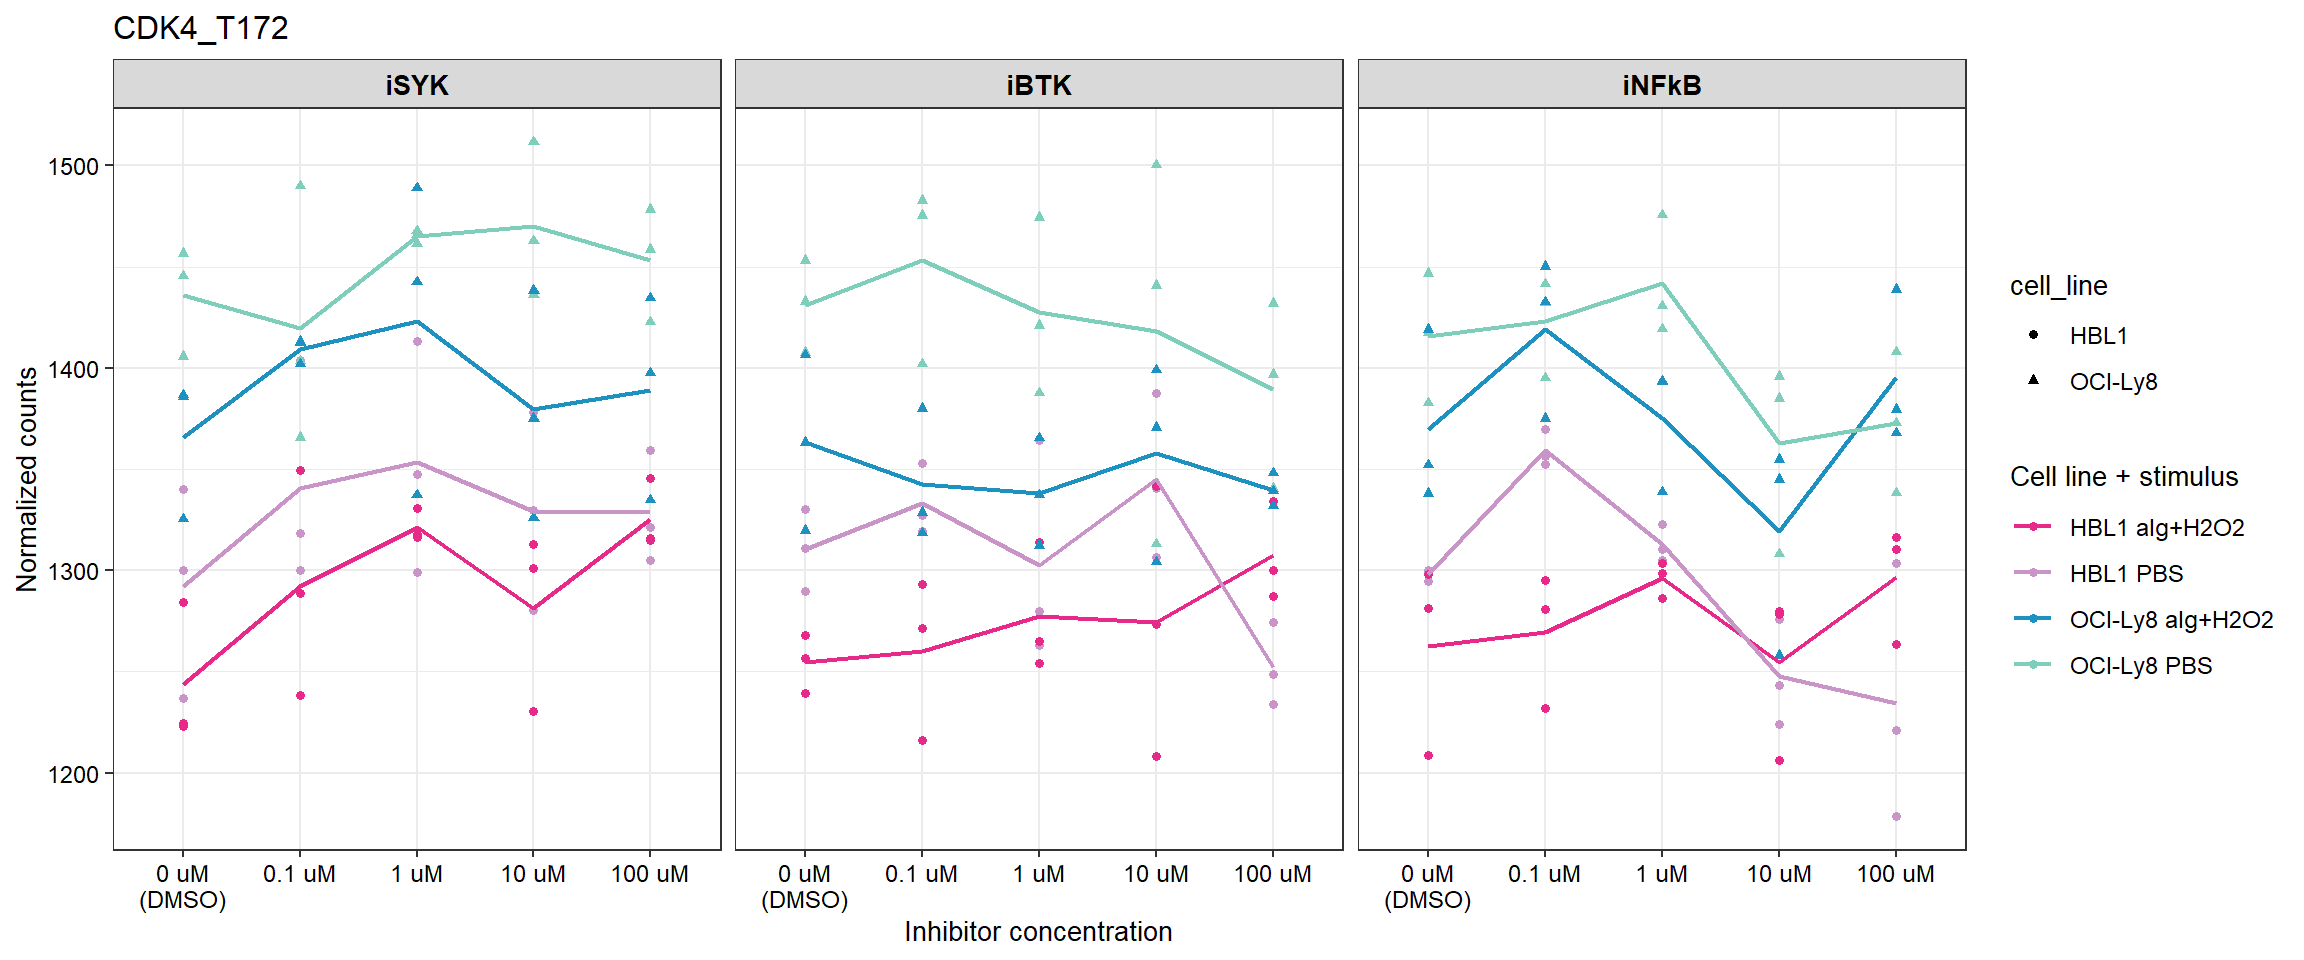 CDK4_T172
iSYK
iBTK
iNFkB
Normalized counts
1500
1400
1300
1200
0 uM
(DMSO)
0.1 uM
1 uM
10 uM
100 uM
0 uM
(DMSO)
0.1 uM
1 uM
10 uM
100 uM
0 uM
(DMSO)
0.1 uM
1 uM
10 uM
100 uM
Inhibitor concentration
cell_line
HBL1
OCI-Ly8
Cell line + stimulus
HBL1 aIg+H2O2
HBL1 PBS
OCI-Ly8 aIg+H2O2
OCI-Ly8 PBS